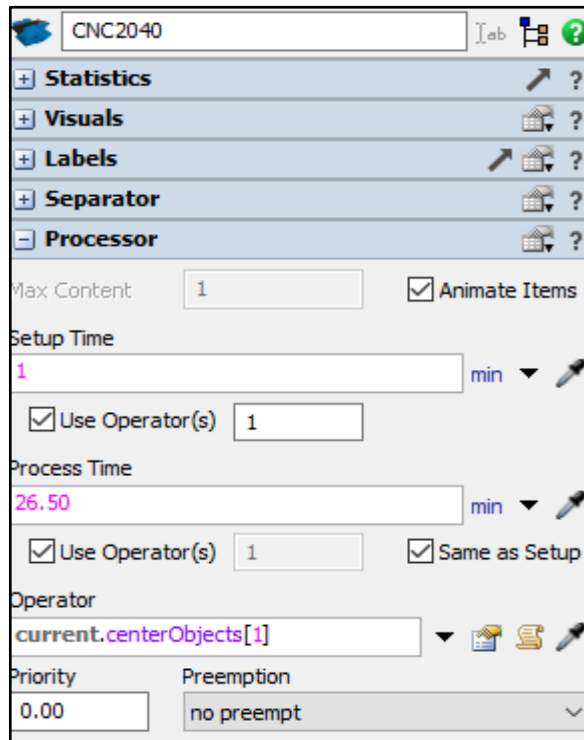 CNC2040
Statistics ?
Visuals ?
Labels ?
Separator ?
Processor ?
Max Content 1 Animate Items
Setup Time
1 min
Use Operator(s) 1
Process Time
26.50 min
Use Operator(s) 1 Same as Setup
Operator
current.centerObjects[1]
Priority Preemption
0.00 no preempt